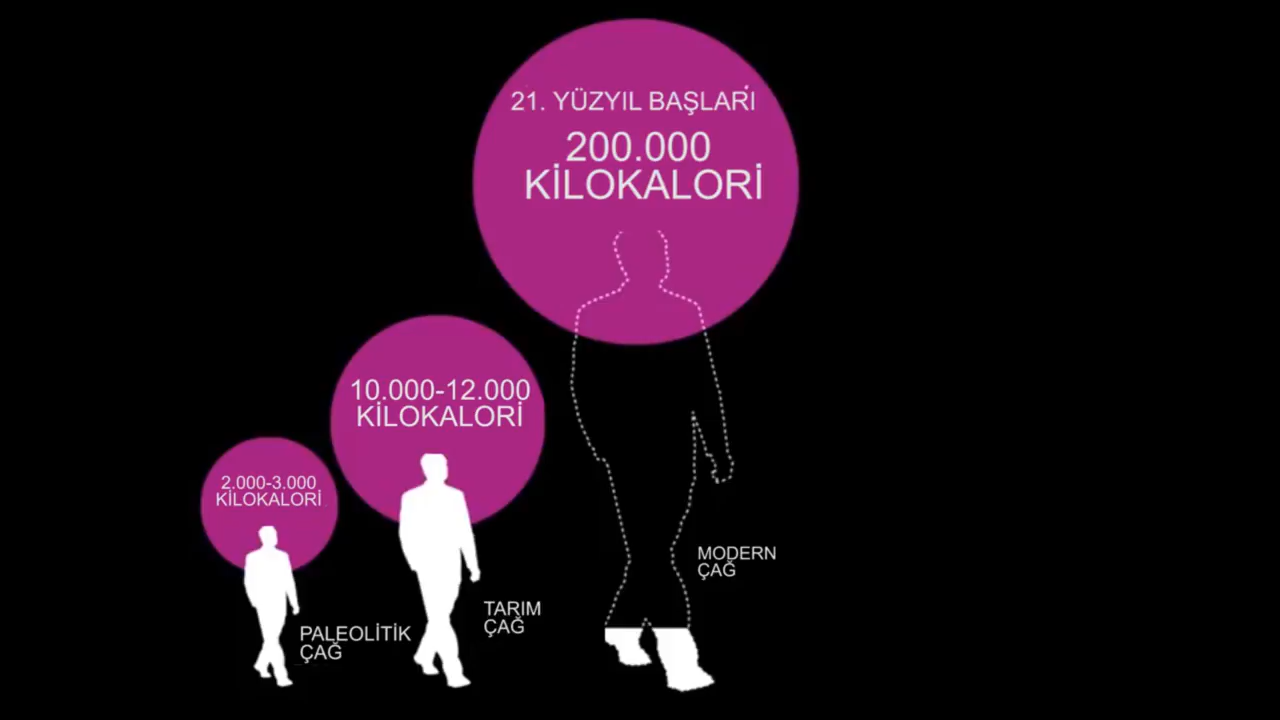 21. YÜZYIL BAŞLARI
200.000
KİLOKALORİ
10.000-12.000
KİLOKALORİ
2.000-3.000
KİLOKALORİ
MODERN
ÇAĞ
TARIM
ÇAĞ
PALEOLİTİK
ÇAĞ